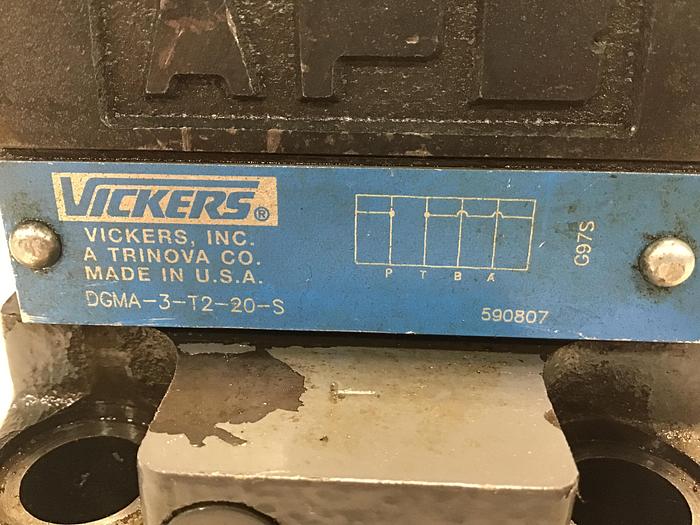 VICKERS®
VICKERS, INC.
A TRINOVA CO.
MADE IN U.S.A.
DGMA-3-T2-20-S
P T B A
590807
G97S